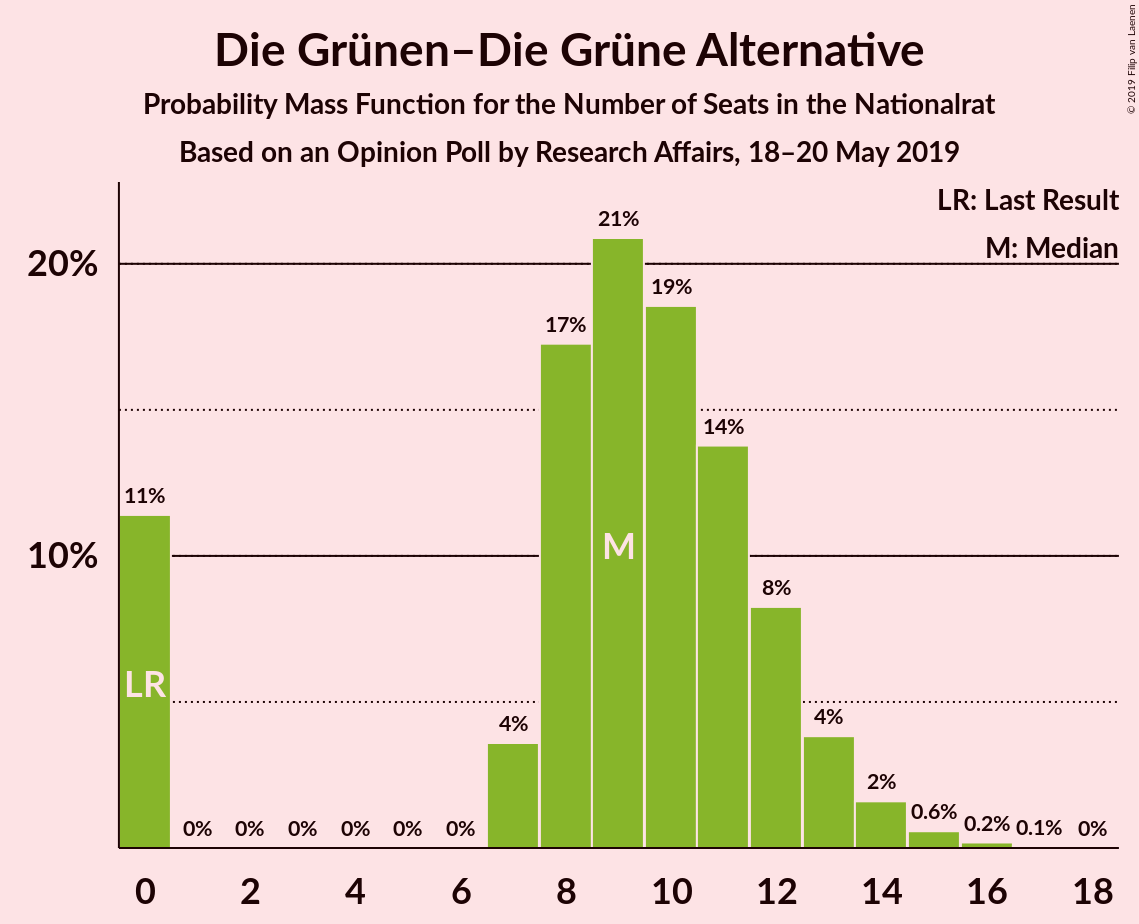 Die Grünen–Die Grüne Alternative
Probability Mass Function for the Number of Seats in the Nationalrat
Based on an Opinion Poll by Research Affairs, 18–20 May 2019
© 2019 Filip van Laenen
LR: Last Result
M: Median
20%
10%
11%
0%
0%
0%
0%
0%
0%
4%
17%
21%
19%
14%
8%
4%
2%
0.6%
0.2%
0.1%
0%
LR
M
0 2 4 6 8 10 12 14 16 18